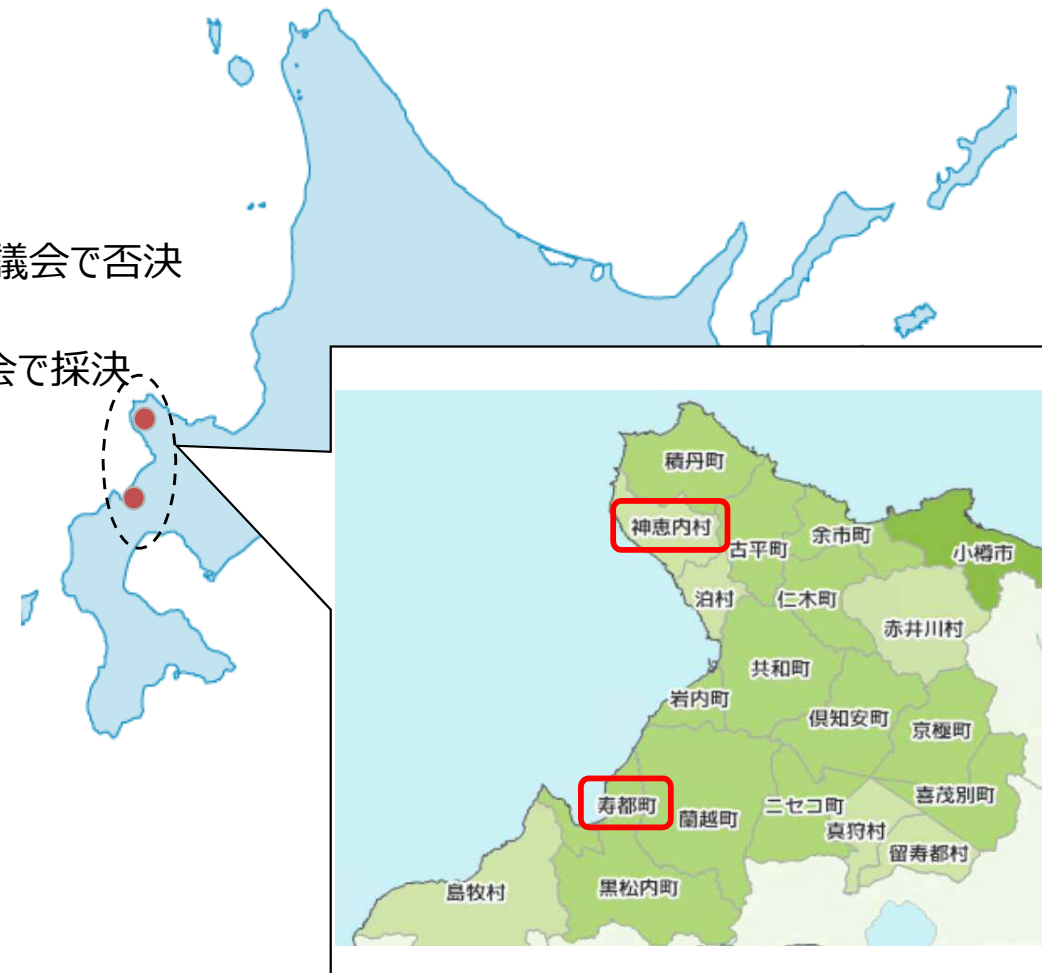 議会で否決
会で採決
積丹町
神恵内村
古平町
余市町
小樽市
泊村
仁木町
赤井川村
共和町
岩内町
倶知安町
京極町
寿都町
蘭越町
ニセコ町
喜茂別町
真狩村
留寿都村
島牧村
黒松内町